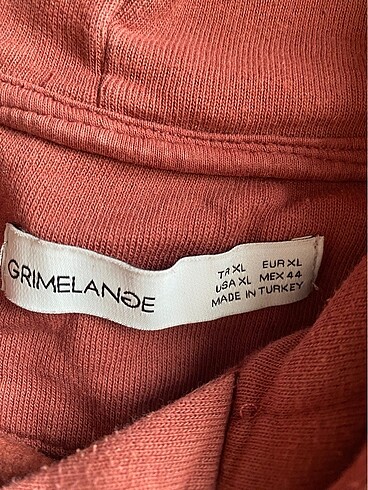 GRIMELANGE
TR XL EUR XL
USA XL MEX 44
MADE IN TURKEY